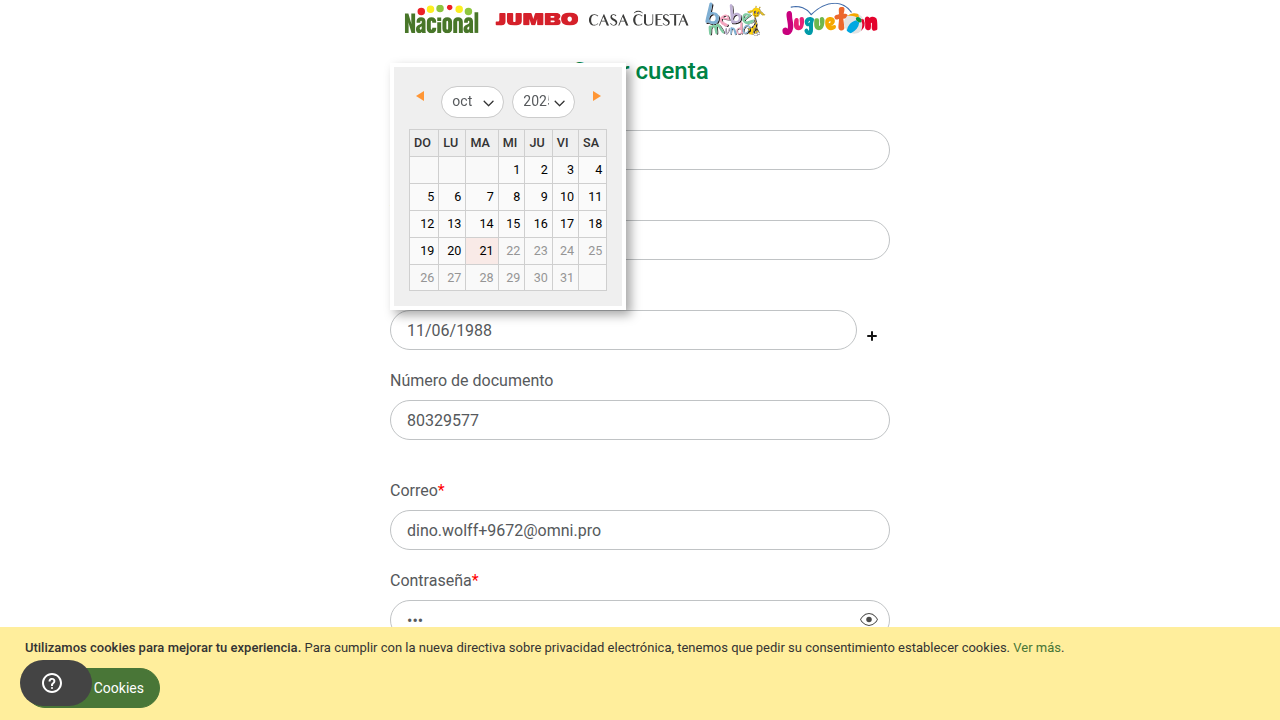 Nacional JUMBO CASA CUESTA bebe mundo Jugueton
cuenta
oct 202
DO LU MA MI JU VI SA
1 2 3 4
5 6 7 8 9 10 11
12 13 14 15 16 17 18
19 20 21 22 23 24 25
26 27 28 29 30 31
11/06/1988 +
Número de documento
80329577
Correo*
dino.wolff+9672@omni.pro
Contraseña*
•••
Utilizamos cookies para mejorar tu experiencia. Para cumplir con la nueva directiva sobre privacidad electrónica, tenemos que pedir su consentimiento establecer cookies. Ver más.
Cookies